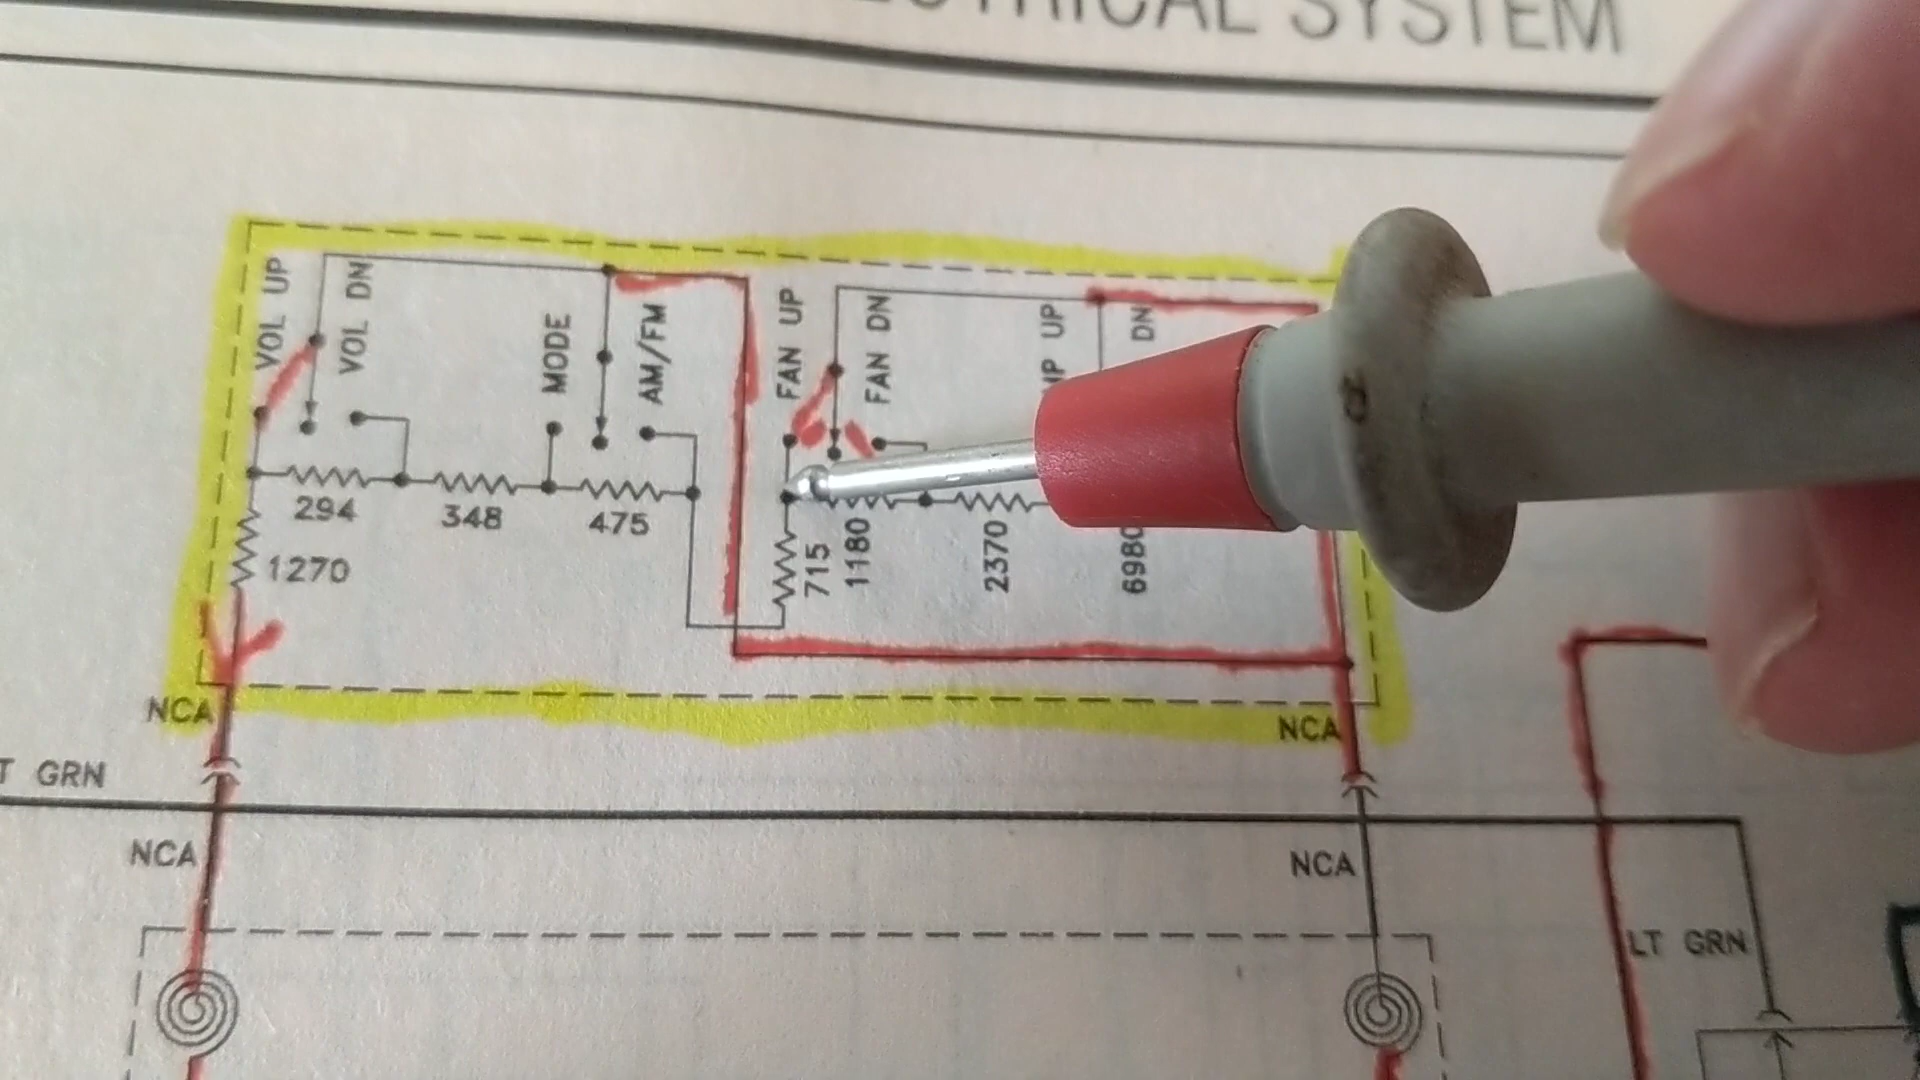 SYSTEM
VOL UP
VOL DN
MODE
AM/FM
FAN UP
FAN DN
UP
DN
294
348
475
1270
715
1180
2370
NCA
NCA
GRN
NCA
NCA
LT GRN